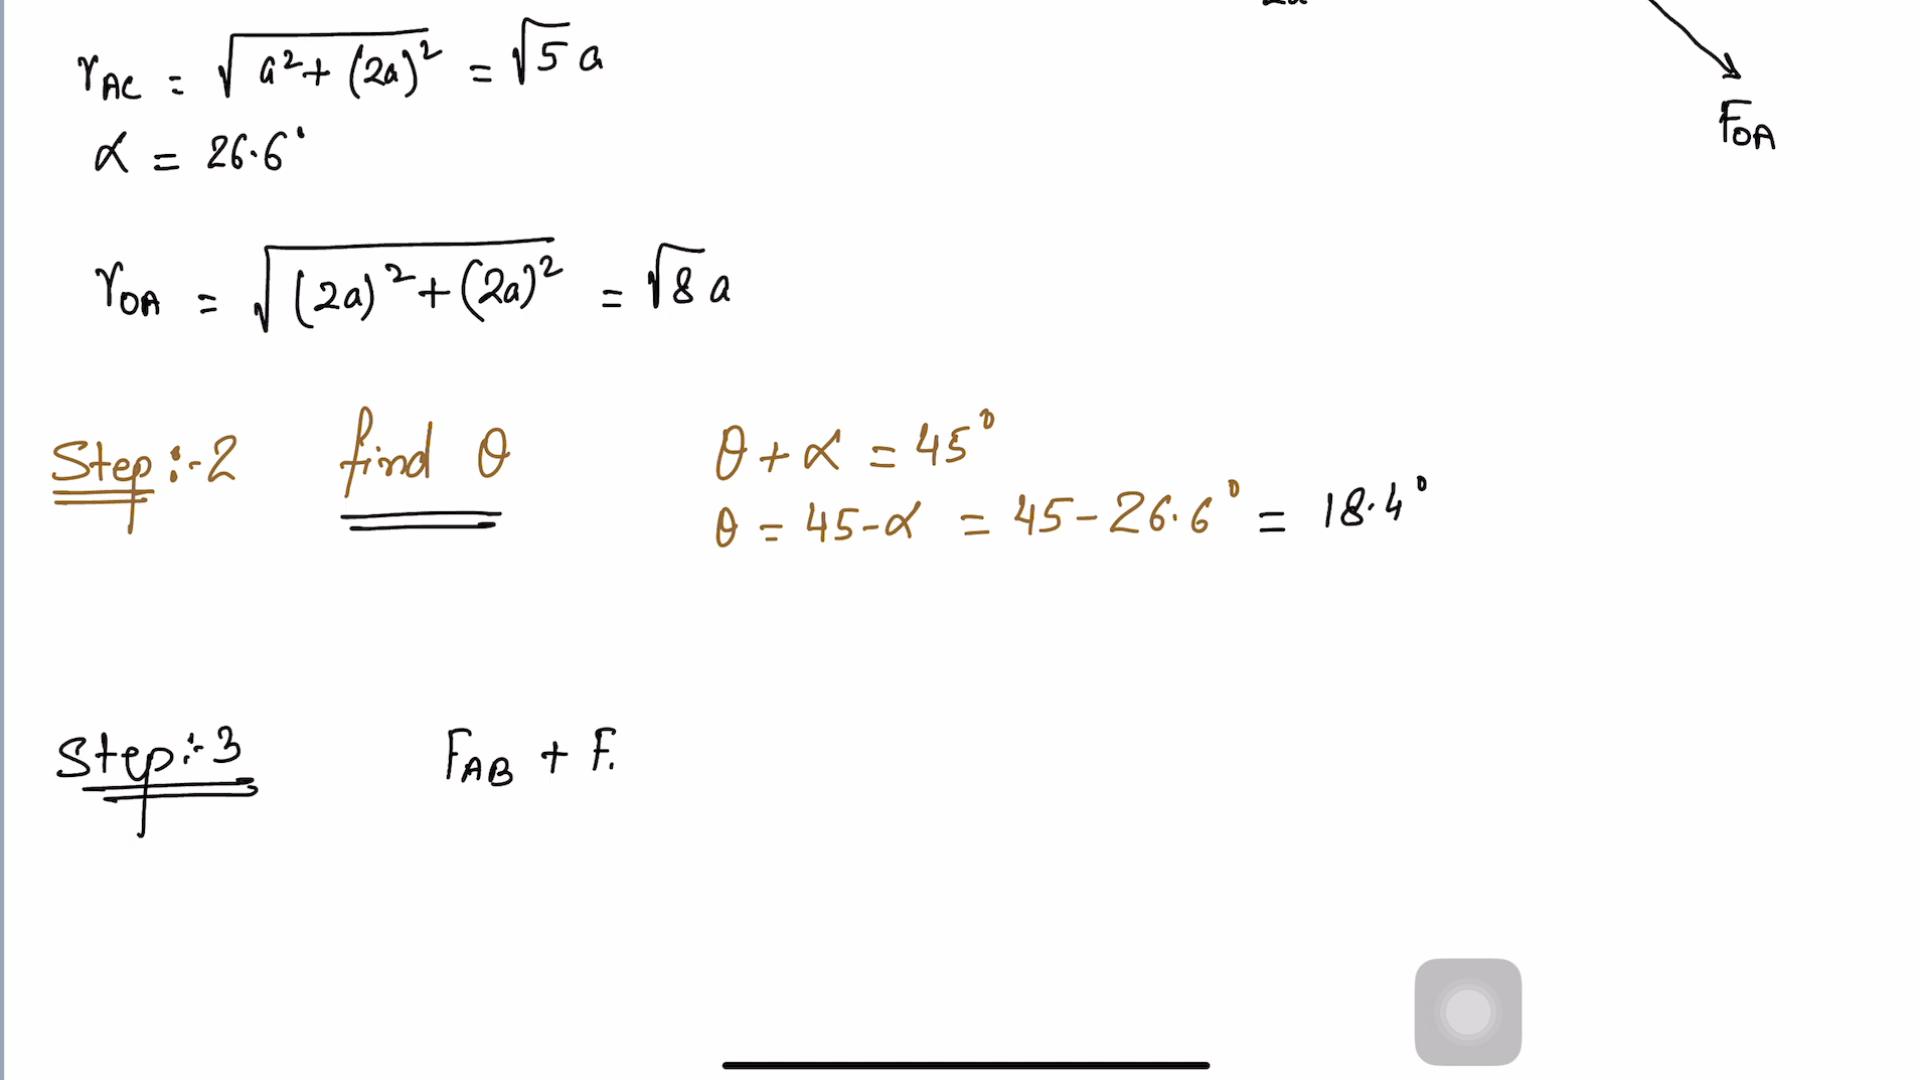 r_AC = √(a² + (2a)²) = √5 a
F_OA
α = 26.6°
r_OA = √((2a)² + (2a)²) = √8 a
Step:-2 find θ θ + α = 45°
θ = 45-α = 45-26.6° = 18.4°
Step:-3 F_AB + F.